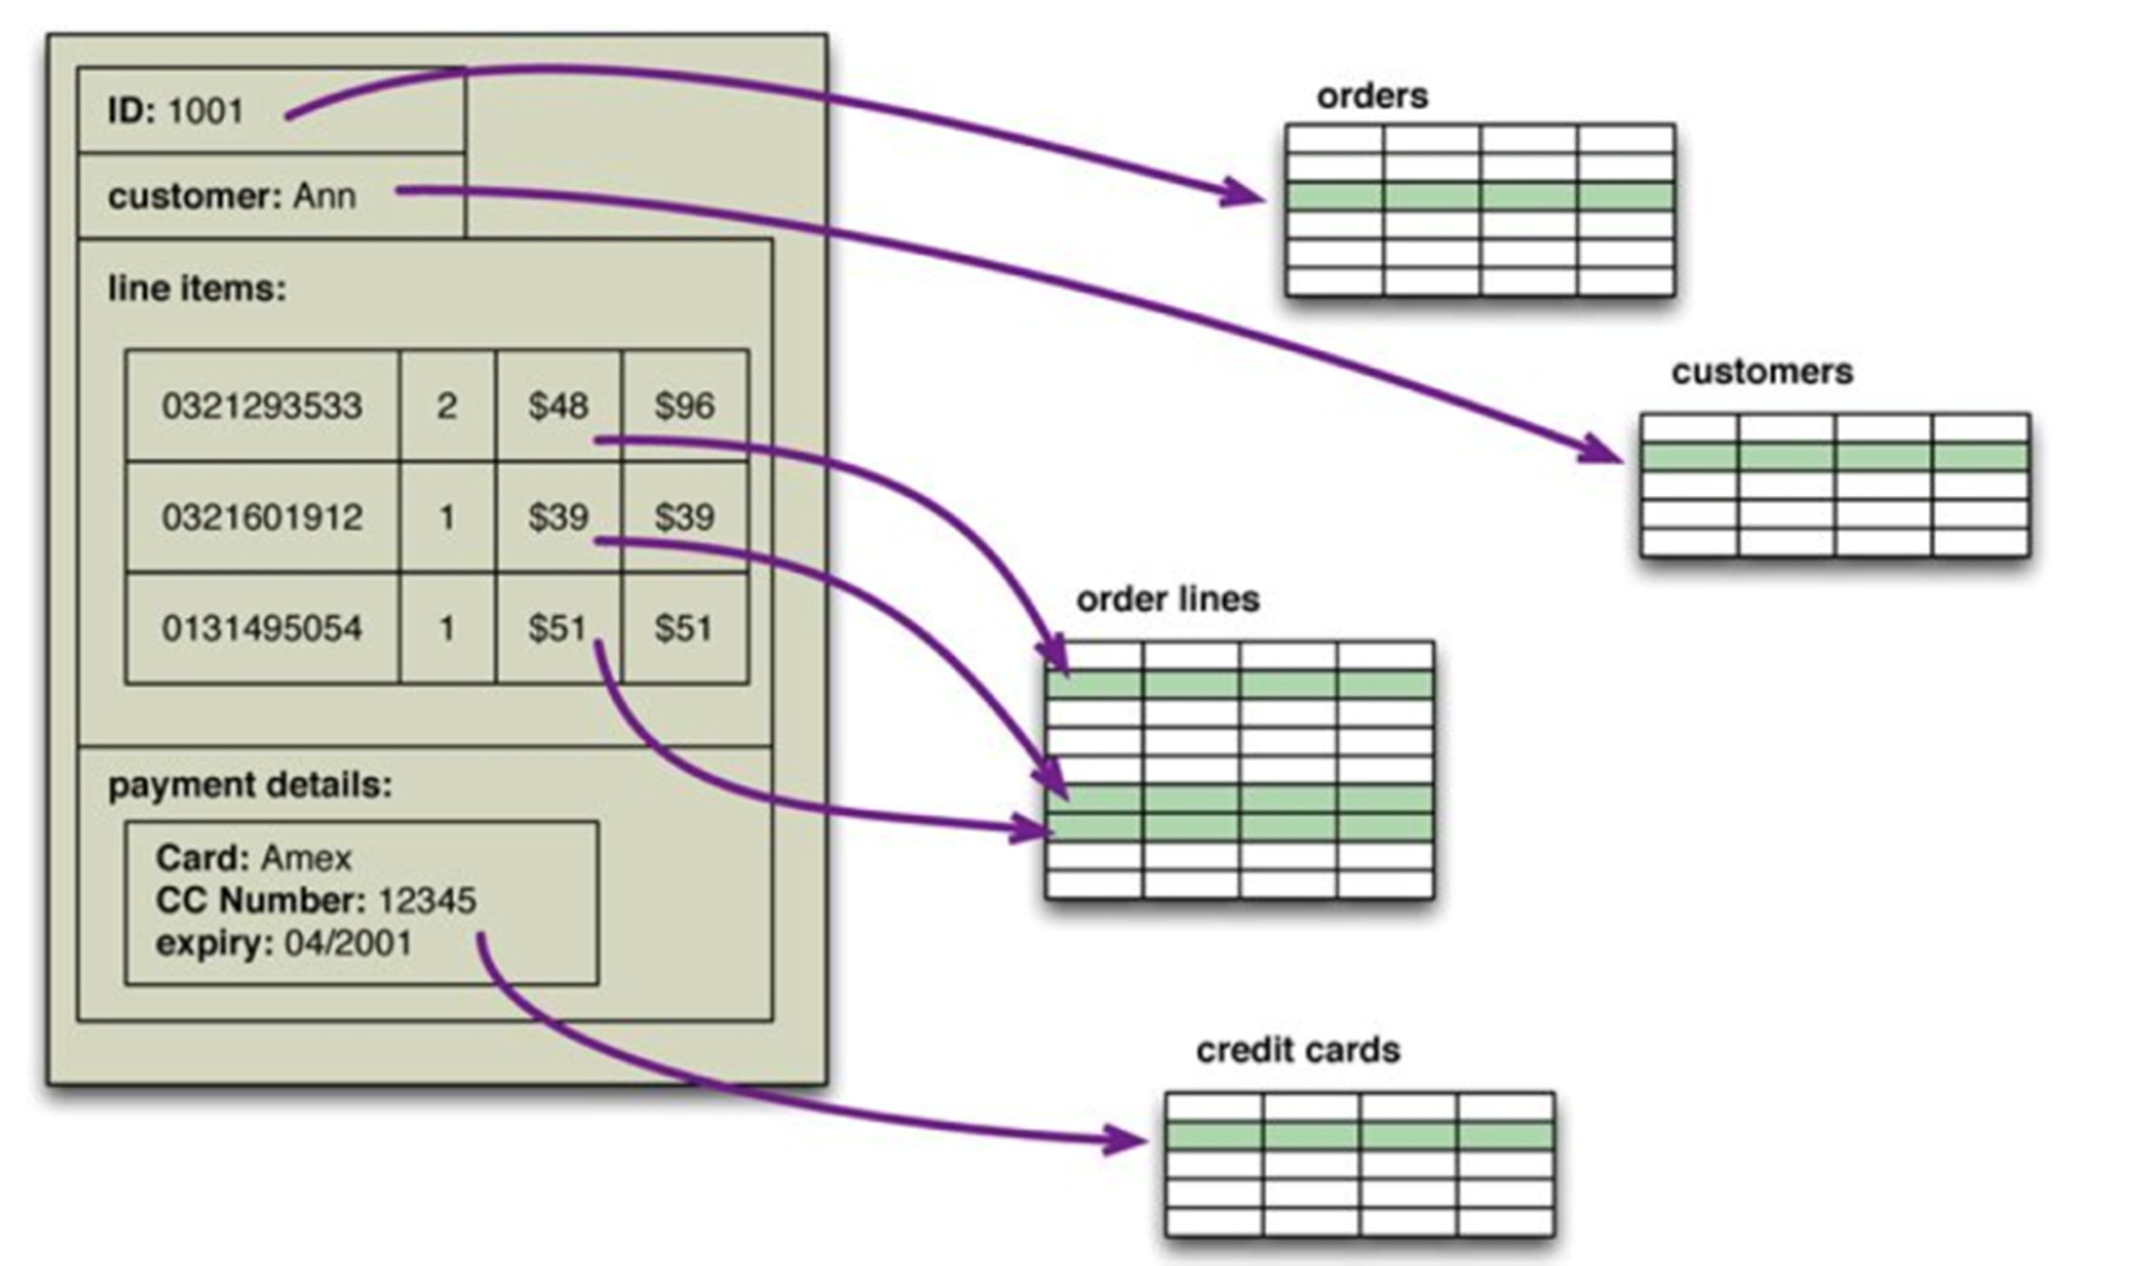 ID: 1001
customer: Ann
line items:
0321293533 2 $48 $96
0321601912 1 $39 $39
0131495054 1 $51 $51
payment details:
Card: Amex
CC Number: 12345
expiry: 04/2001
orders
customers
order lines
credit cards